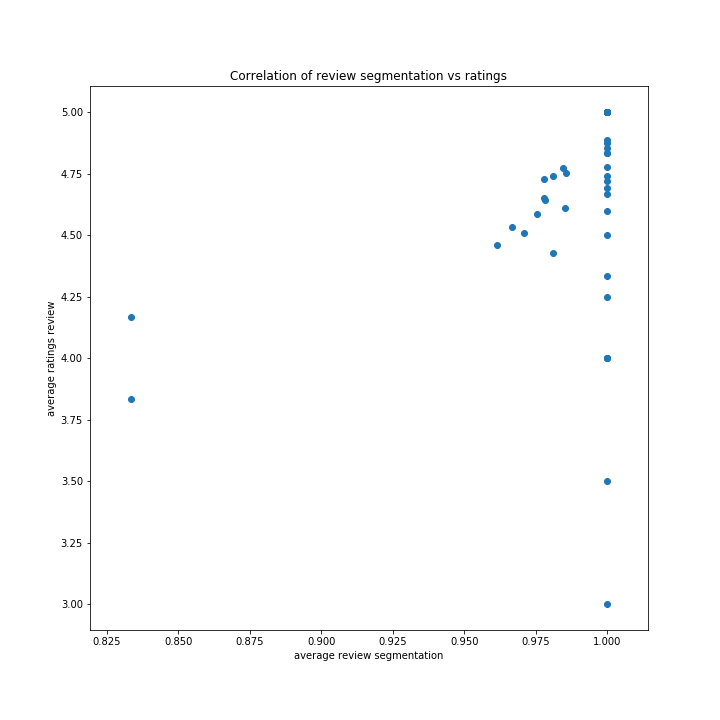 Correlation of review segmentation vs ratings
5.00
4.75
4.50
4.25
4.00
3.75
3.50
3.25
3.00
average ratings review
0.825 0.850 0.875 0.900 0.925 0.950 0.975 1.000
average review segmentation